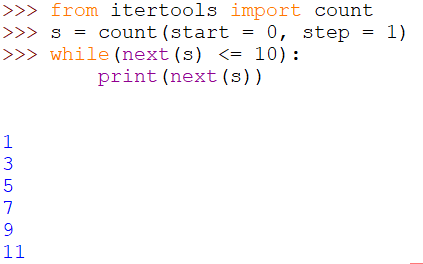 >>> from itertools import count
>>> s = count(start = 0, step = 1)
>>> while(next(s) <= 10):
        print(next(s))
1
3
5
7
9
11